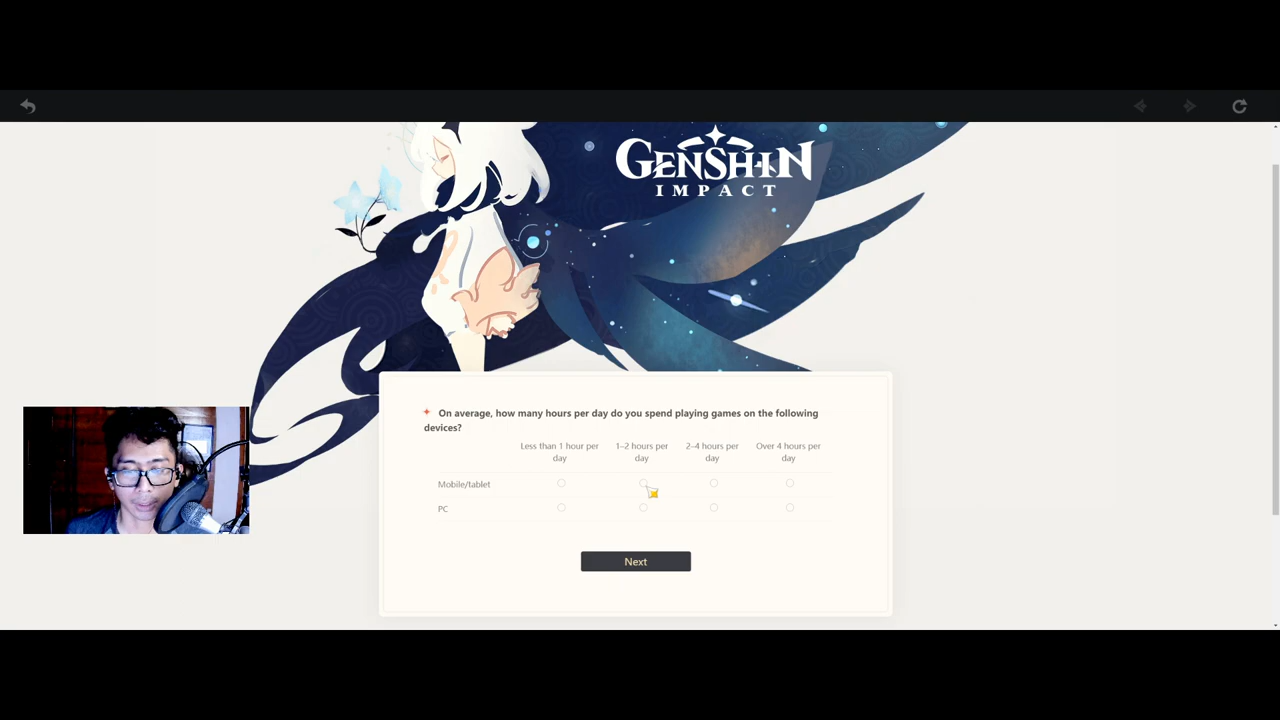 GENSHIN
IMPACT
On average, how many hours per day do you spend playing games on the following
devices?
Less than 1 hour per
day
1–2 hours per
day
2–4 hours per
day
Over 4 hours per
day
Mobile/tablet
PC
Next